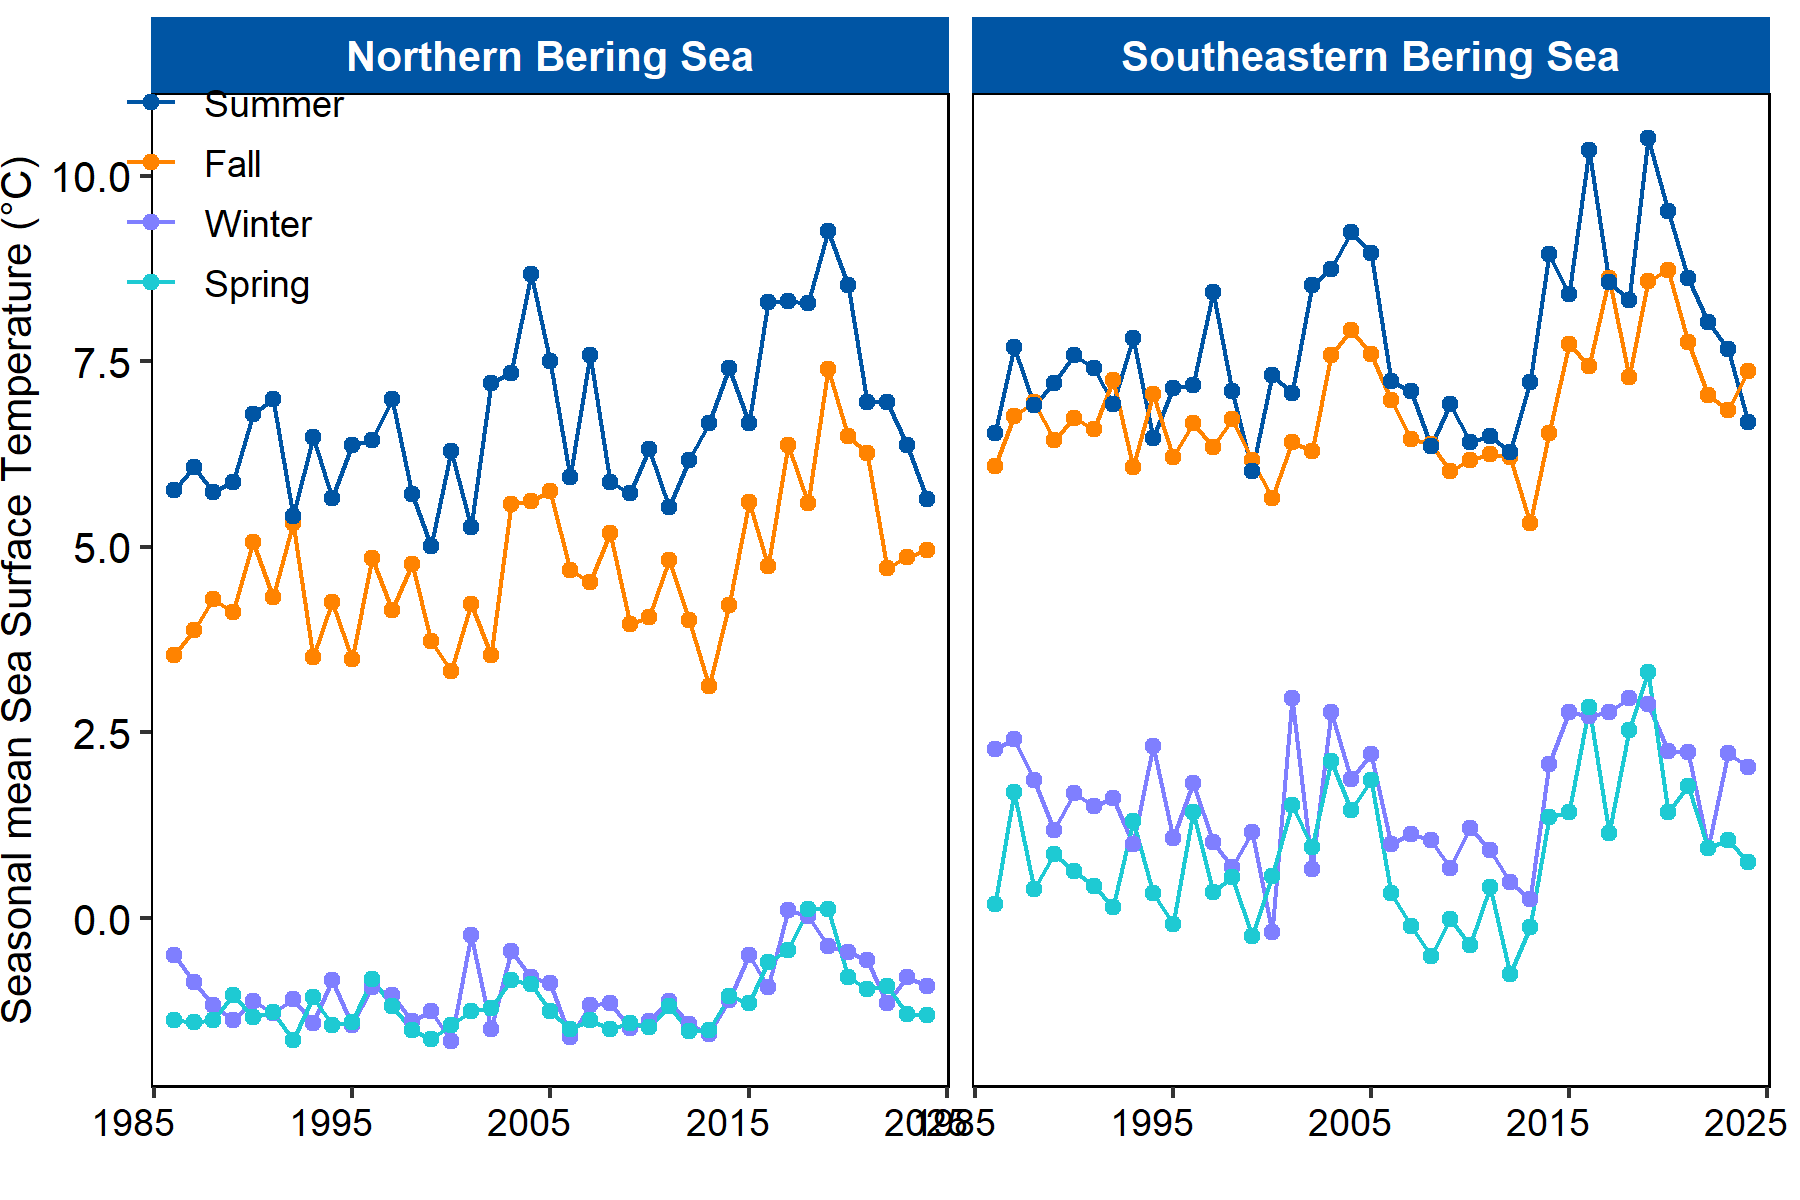 Northern Bering Sea
Southeastern Bering Sea
Summer
Fall
Winter
Spring
Seasonal mean Sea Surface Temperature (°C)
10.0
7.5
5.0
2.5
0.0
1985 1995 2005 2015 2025
1985 1995 2005 2015 2025